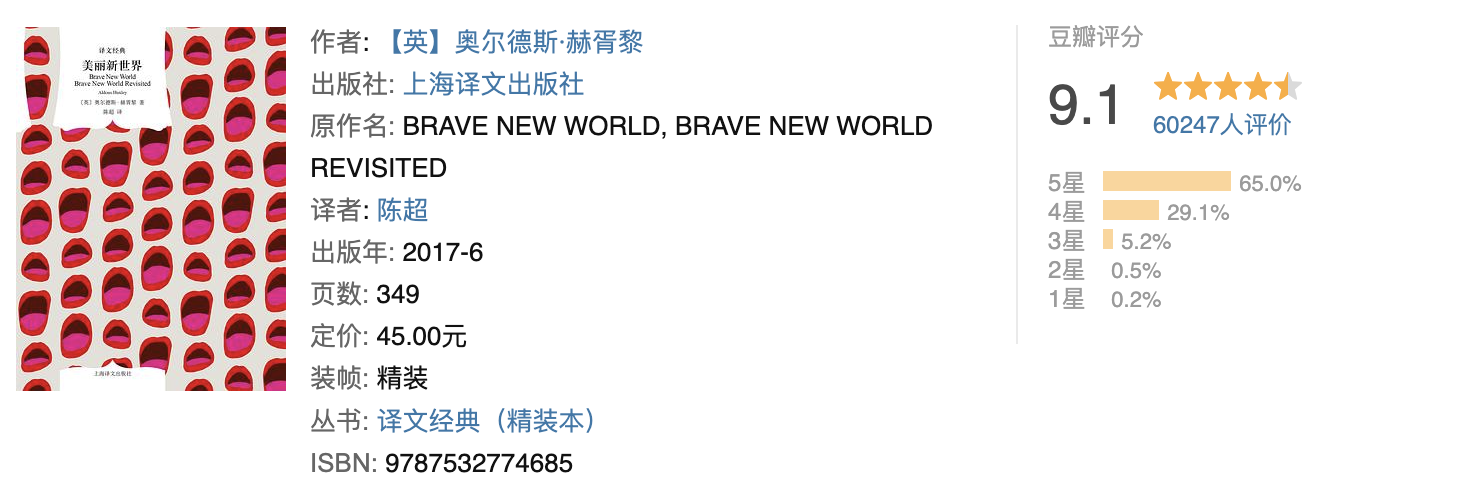 译文经典
美丽新世界
Brave New World
Brave New World Revisited
Aldous Huxley
〔英〕奥尔德斯·赫胥黎 著
陈超 译
上海译文出版社
作者: 【英】奥尔德斯·赫胥黎
出版社: 上海译文出版社
原作名: BRAVE NEW WORLD, BRAVE NEW WORLD
REVISITED
译者: 陈超
出版年: 2017-6
页数: 349
定价: 45.00元
装帧: 精装
丛书: 译文经典（精装本）
ISBN: 9787532774685
豆瓣评分
9.1
60247人评价
5星 65.0%
4星 29.1%
3星 5.2%
2星 0.5%
1星 0.2%